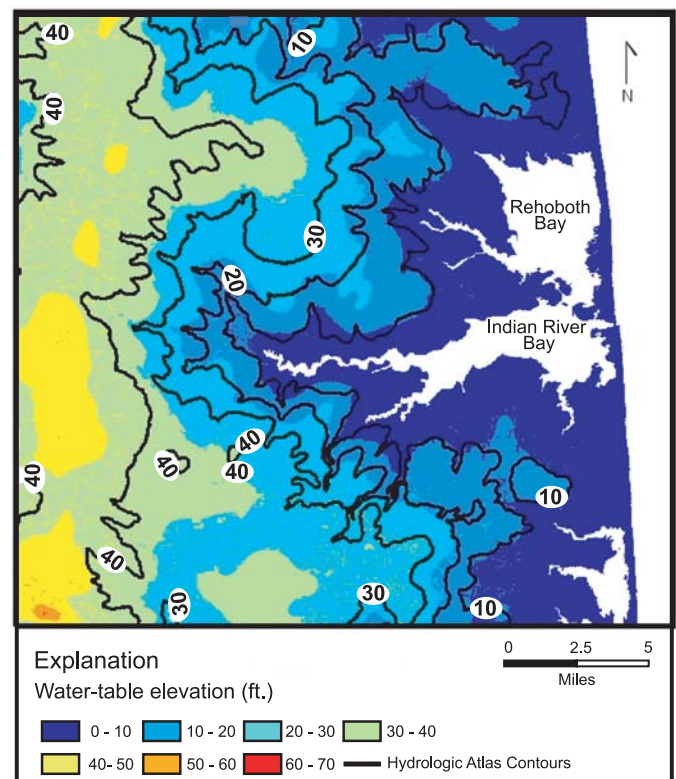 40
10
40
N
Rehoboth
Bay
30
20
Indian River
Bay
40
40
40
40
10
40
30
30
10
Explanation
Water-table elevation (ft.)
0 2.5 5
Miles
0 - 10 10 - 20 20 - 30 30 - 40
40- 50 50 - 60 60 - 70 Hydrologic Atlas Contours